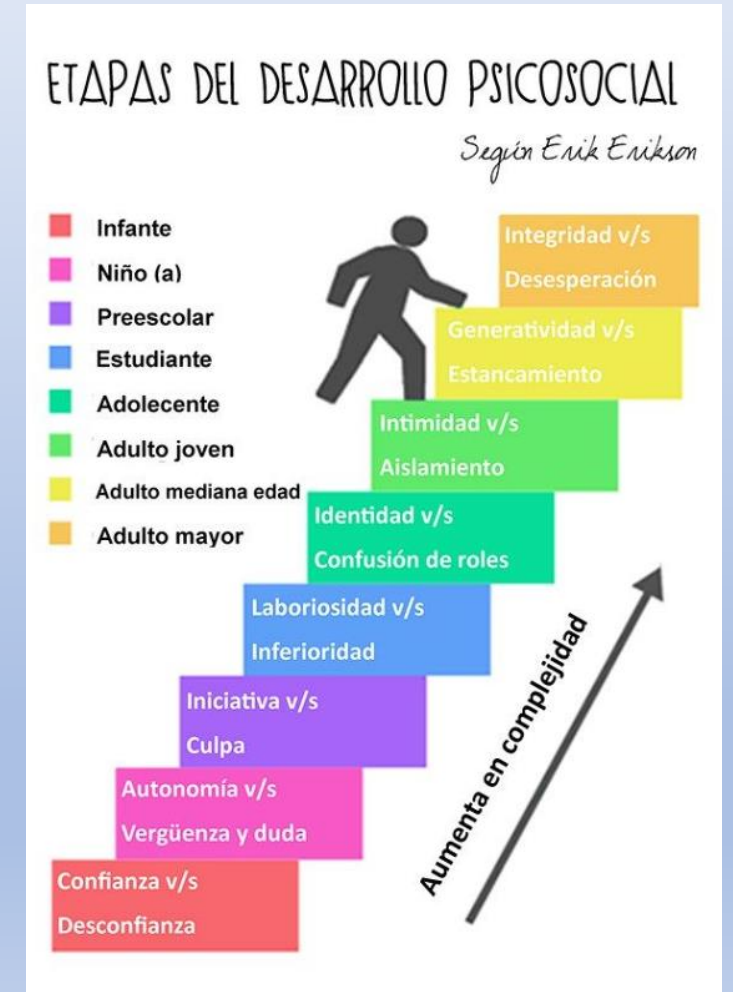 ETAPAS DEL DESARROLLO PSICOSOCIAL
Según Erik Erikson
Infante
Niño (a)
Preescolar
Estudiante
Adolecente
Adulto joven
Adulto mediana edad
Adulto mayor
Integridad v/s
Desesperación
Generatividad v/s
Estancamiento
Intimidad v/s
Aislamiento
Identidad v/s
Confusión de roles
Laboriosidad v/s
Inferioridad
Iniciativa v/s
Culpa
Autonomía v/s
Vergüenza y duda
Confianza v/s
Desconfianza
Aumenta en complejidad